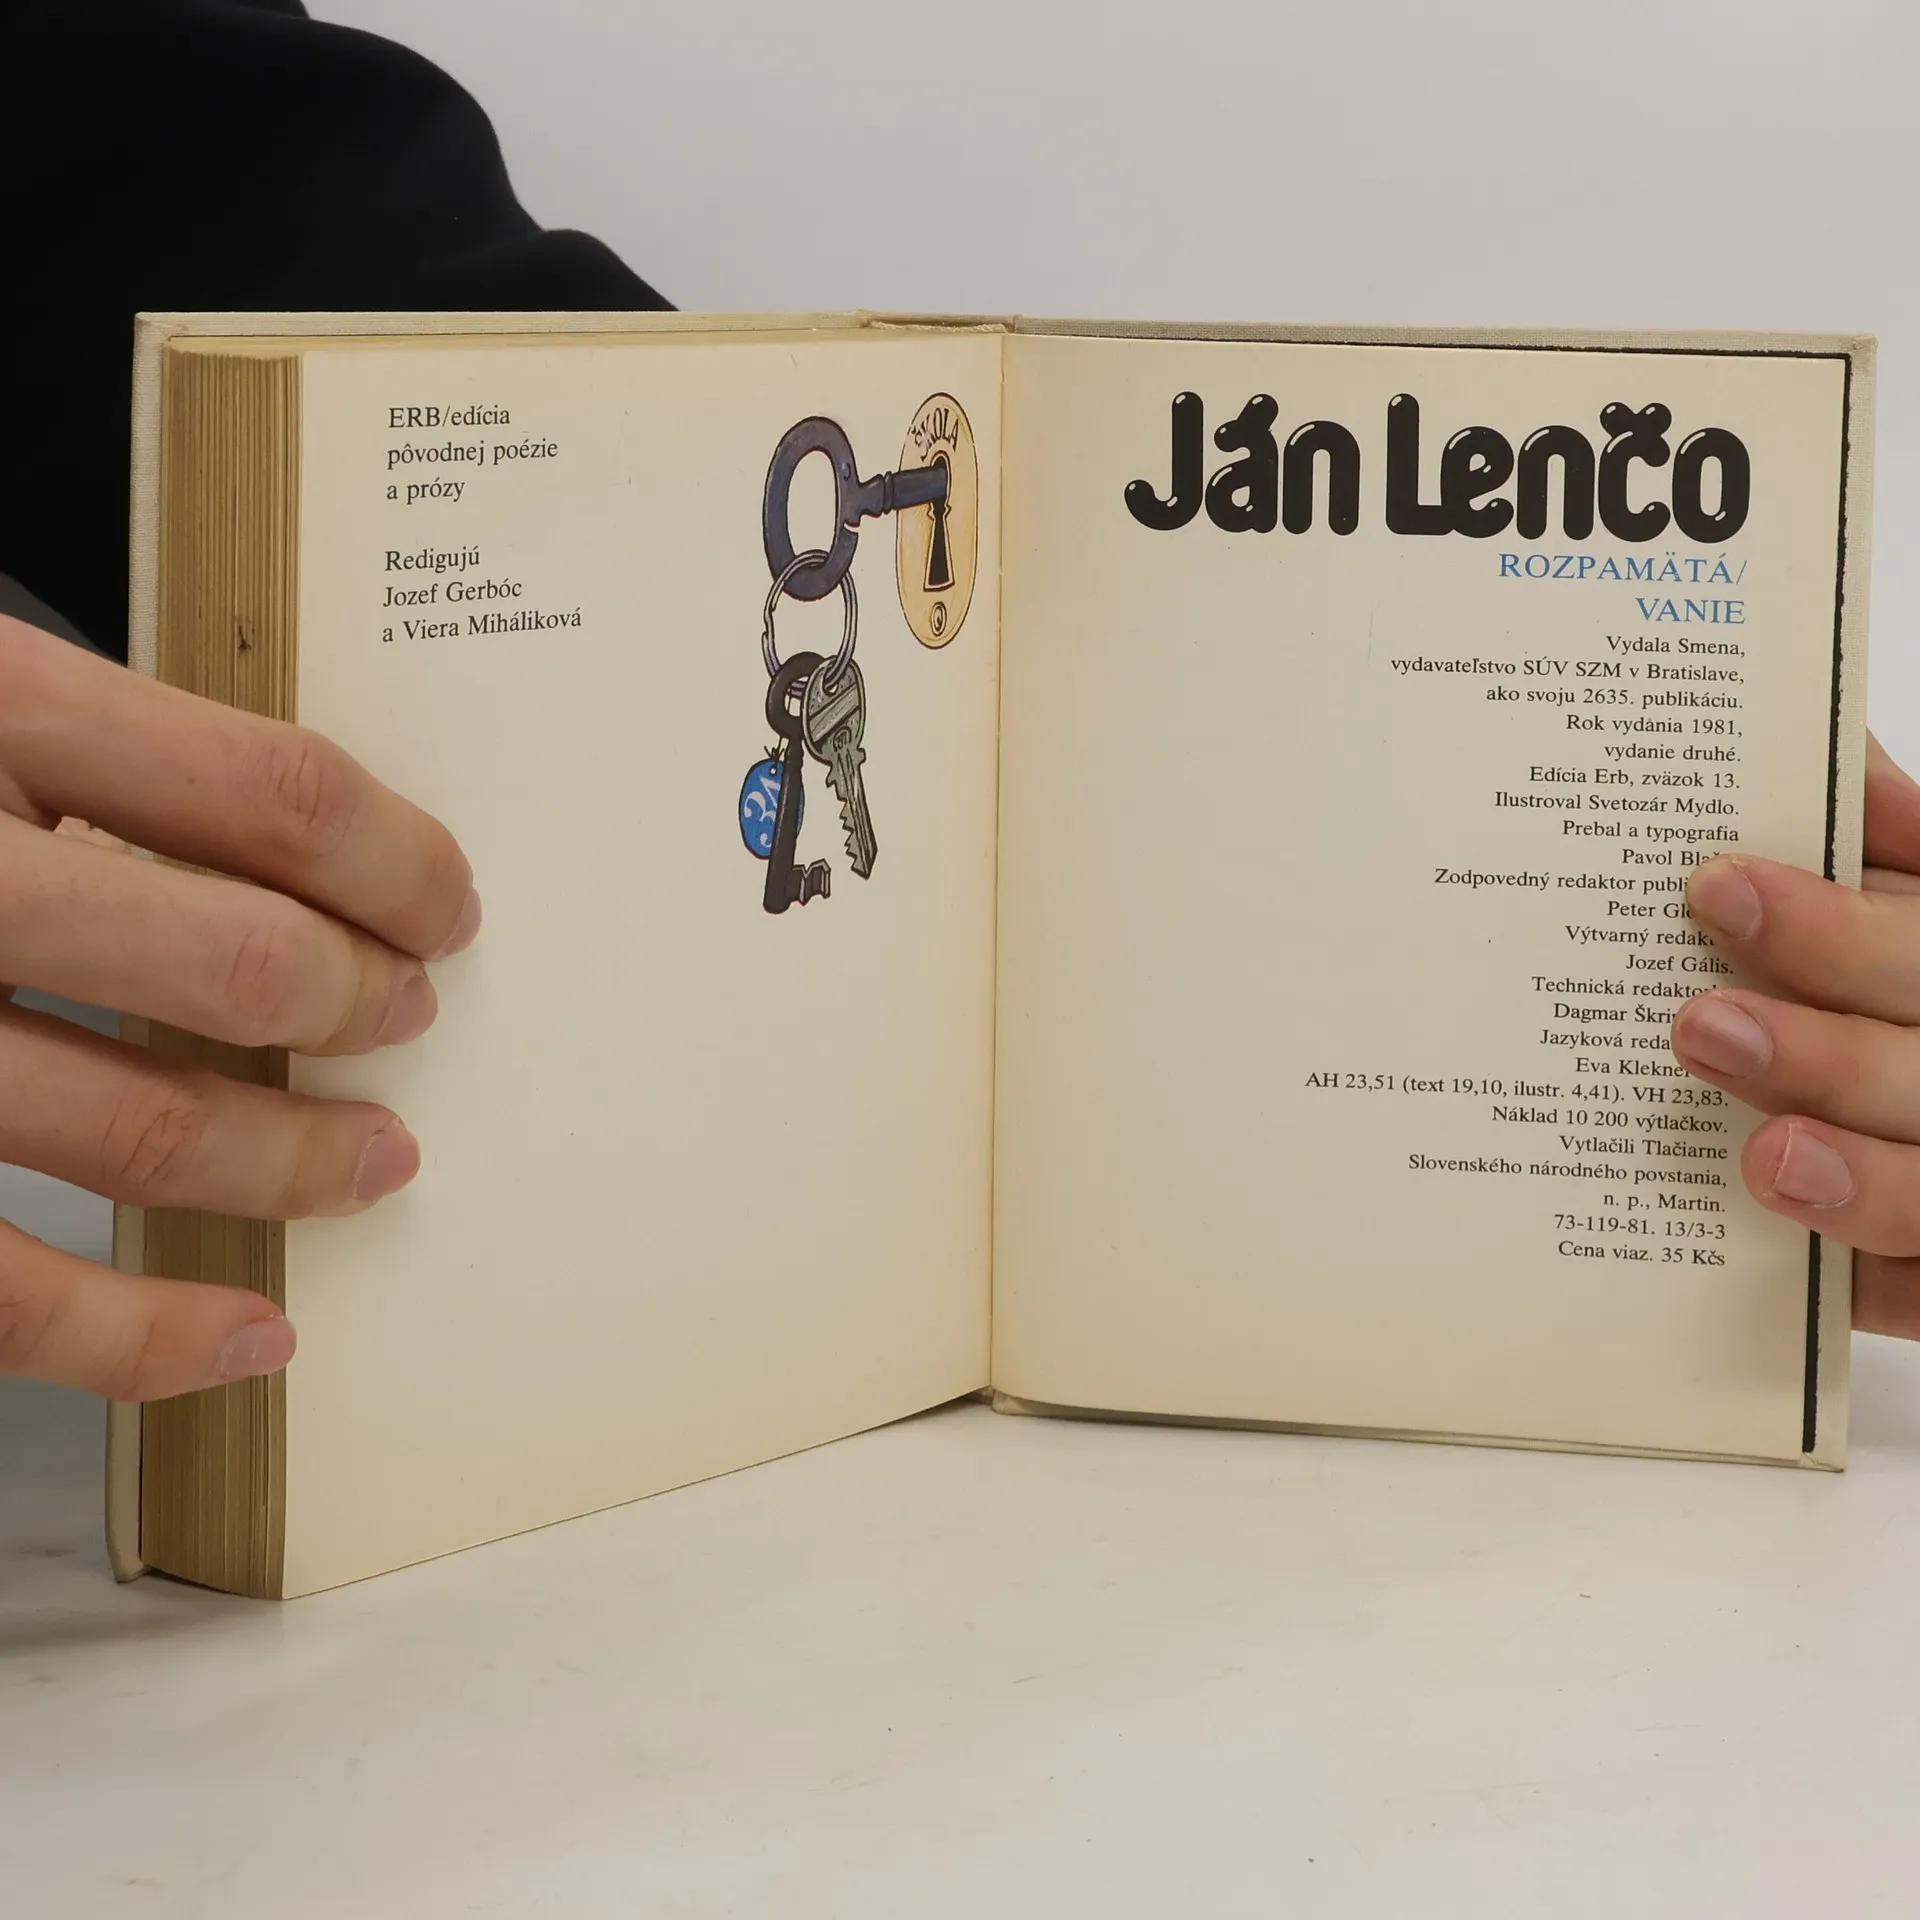 ERB/edícia
pôvodnej poézie
a prózy
Redigujú
Jozef Gerbóc
a Viera Miháliková
ŠKOLA
34
Ján Lenčo
ROZPAMÄTÁ/
VANIE
Vydala Smena,
vydavateľstvo SÚV SZM v Bratislave,
ako svoju 2635. publikáciu.
Rok vydania 1981,
vydanie druhé.
Edícia Erb, zväzok 13.
Ilustroval Svetozár Mydlo.
Prebal a typografia
Pavol
Zodpovedný redaktor
Peter
Výtvarný
Jozef Gális.
Technická
Dagmar
Jazyková
Eva
AH 23,51 (text 19,10, ilustr. 4,41). VH 23,83.
Náklad 10 200 výtlačkov.
Vytlačili Tlačiarne
Slovenského národného povstania,
n. p., Martin.
73-119-81. 13/3-3
Cena viaz. 35 Kčs